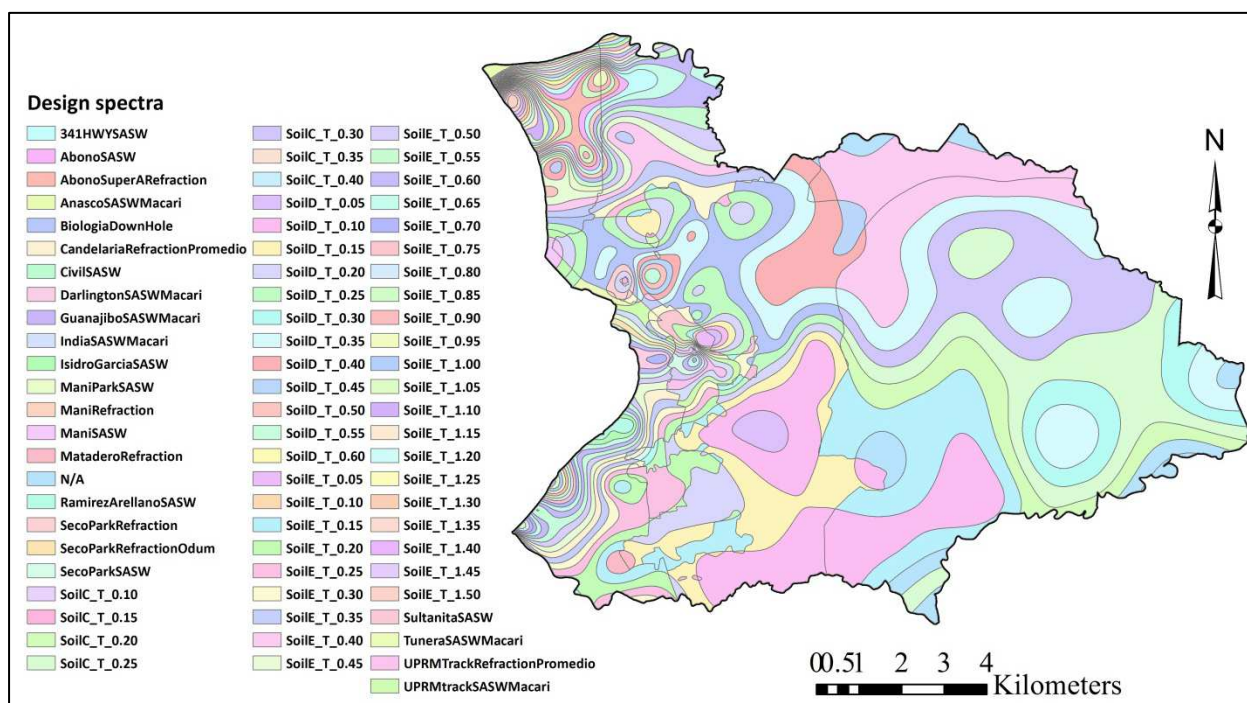 Design spectra
341HWYSASW
AbonoSASW
AbonoSuperARefraction
AnascoSASWMacari
BiologiaDownHole
CandelariaRefractionPromedio
CivilSASW
DarlingtonSASWMacari
GuanajiboSASWMacari
IndiaSASWMacari
IsidroGarciaSASW
ManiParkSASW
ManiRefraction
ManiSASW
MataderoRefraction
N/A
RamirezArellanoSASW
SecoParkRefraction
SecoParkRefractionOdum
SecoParkSASW
SoilC_T_0.10
SoilC_T_0.15
SoilC_T_0.20
SoilC_T_0.25
SoilC_T_0.30
SoilC_T_0.35
SoilC_T_0.40
SoilD_T_0.05
SoilD_T_0.10
SoilD_T_0.15
SoilD_T_0.20
SoilD_T_0.25
SoilD_T_0.30
SoilD_T_0.35
SoilD_T_0.40
SoilD_T_0.45
SoilD_T_0.50
SoilD_T_0.55
SoilD_T_0.60
SoilE_T_0.05
SoilE_T_0.10
SoilE_T_0.15
SoilE_T_0.20
SoilE_T_0.25
SoilE_T_0.30
SoilE_T_0.35
SoilE_T_0.40
SoilE_T_0.45
SoilE_T_0.50
SoilE_T_0.55
SoilE_T_0.60
SoilE_T_0.65
SoilE_T_0.70
SoilE_T_0.75
SoilE_T_0.80
SoilE_T_0.85
SoilE_T_0.90
SoilE_T_0.95
SoilE_T_1.00
SoilE_T_1.05
SoilE_T_1.10
SoilE_T_1.15
SoilE_T_1.20
SoilE_T_1.25
SoilE_T_1.30
SoilE_T_1.35
SoilE_T_1.40
SoilE_T_1.45
SoilE_T_1.50
SultanitaSASW
TuneraSASWMacari
UPRMTrackRefractionPromedio
UPRMtrackSASWMacari
N
00.51 2 3 4
Kilometers